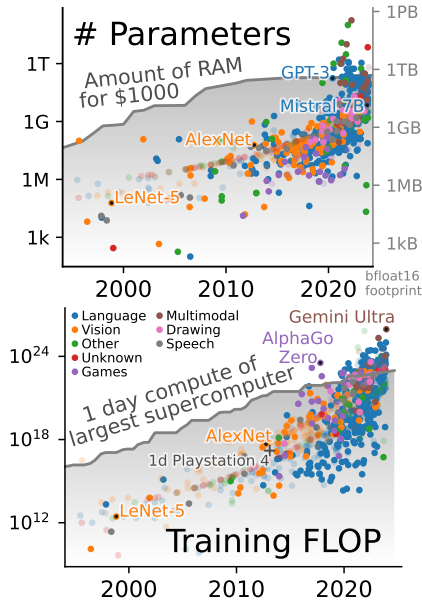 # Parameters
1PB
1T
1TB
GPT-3
Amount of RAM
for $1000
Mistral 7B
1G
1GB
AlexNet
1M
1MB
LeNet-5
1k
1kB
2000
2010
2020
bfloat16
footprint
Language
Vision
Other
Unknown
Games
Multimodal
Drawing
Speech
Gemini Ultra
AlphaGo
Zero
10^24
1 day compute of
largest supercomputer
10^18
AlexNet
1d Playstation 4
LeNet-5
10^12
Training FLOP
2000
2010
2020